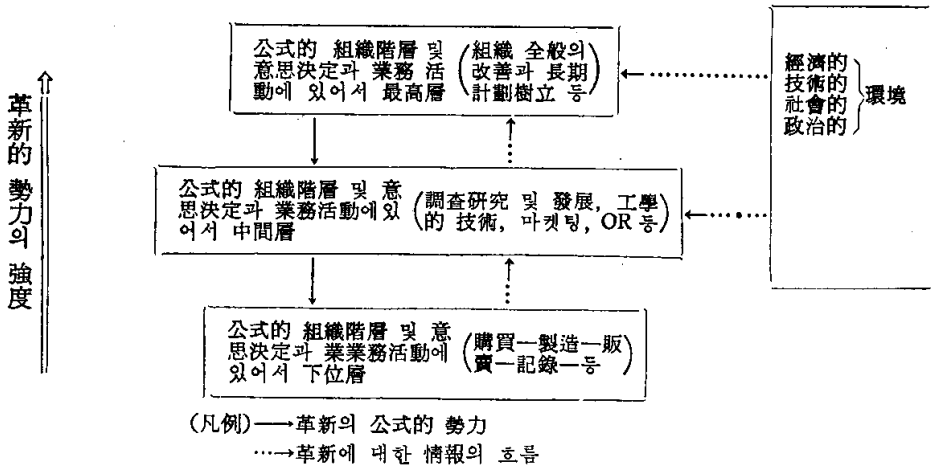 革新的 勢力의 強度
公式的 組織階層 및
意思決定과 業務 活
動에 있어서 最高層
(組織 全般의
改善과 長期
計劃樹立 등)
經濟的
技術的
社會的
政治的
環境
公式的 組織階層 및 意
思決定과 業務活動에있
어서 中間層
(調査硏究 및 發展, 工學
的 技術, 마켓팅, OR 등)
公式的 組織階層 및 意
思決定과 業業務活動에
있어서 下位層
(購買—製造—販
賣—記錄—등)
(凡例)—→革新의 公式的 勢力
…→革新에 대한 情報의 흐름